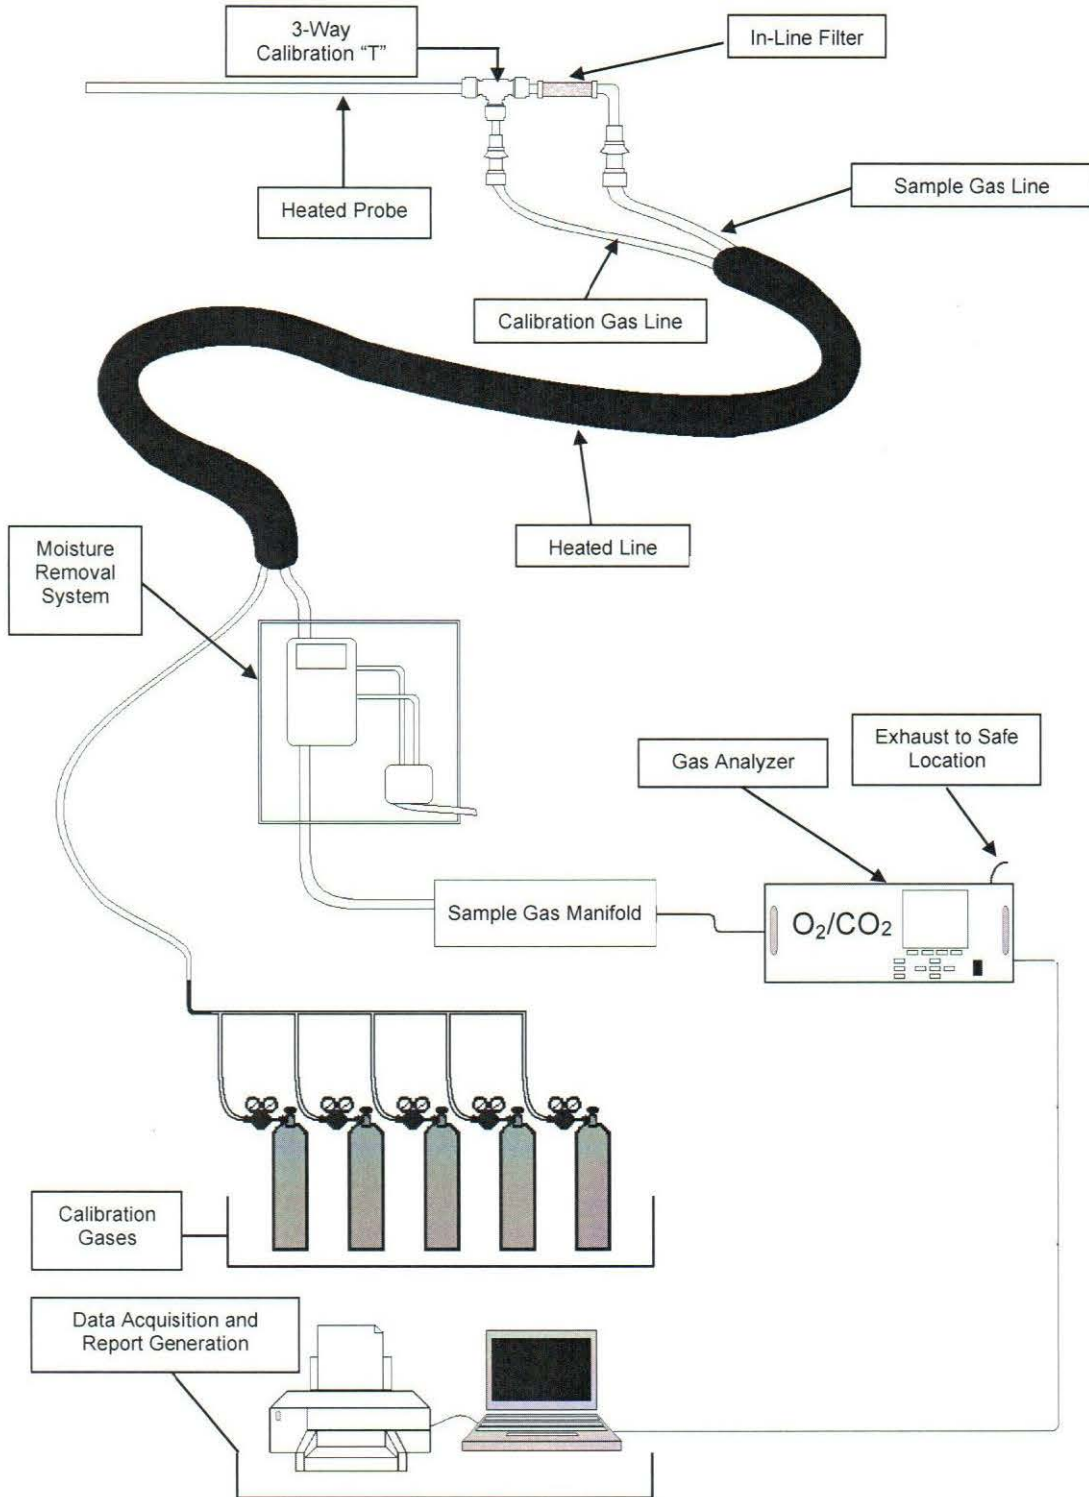 3-Way
Calibration “T”
In-Line Filter
Sample Gas Line
Heated Probe
Calibration Gas Line
Heated Line
Moisture
Removal
System
Gas Analyzer
Exhaust to Safe
Location
Sample Gas Manifold
O₂/CO₂
Calibration
Gases
Data Acquisition and
Report Generation